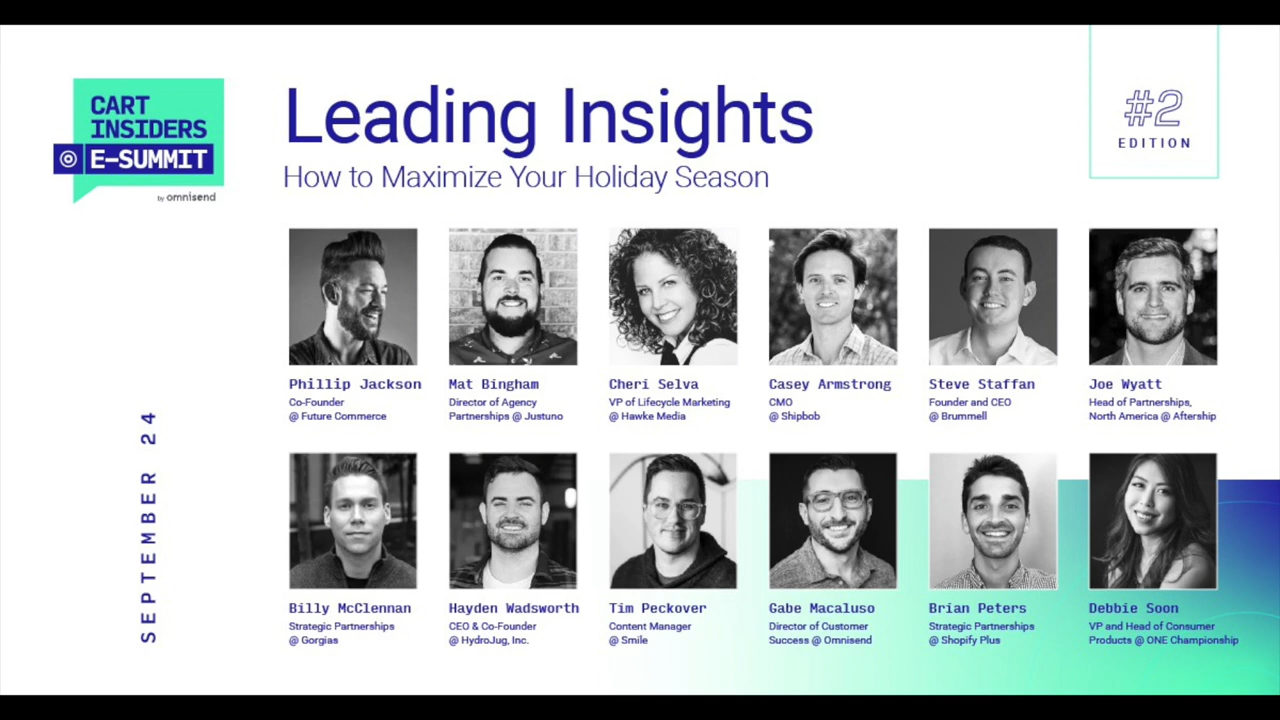 CART
INSIDERS
E-SUMMIT
by omnisend
Leading Insights
How to Maximize Your Holiday Season
#2
EDITION
SEPTEMBER 24
Phillip Jackson
Co-Founder
@ Future Commerce
Mat Bingham
Director of Agency
Partnerships @ Justuno
Cheri Selva
VP of Lifecycle Marketing
@ Hawke Media
Casey Armstrong
CMO
@ Shipbob
Steve Staffan
Founder and CEO
@ Brummell
Joe Wyatt
Head of Partnerships,
North America @ Aftership
Billy McClennan
Strategic Partnerships
@ Gorgias
Hayden Wadsworth
CEO & Co-Founder
@ HydroJug, Inc.
Tim Peckover
Content Manager
@ Smile
Gabe Macaluso
Director of Customer
Success @ Omnisend
Brian Peters
Strategic Partnerships
@ Shopify Plus
Debbie Soon
VP and Head of Consumer
Products @ ONE Championship